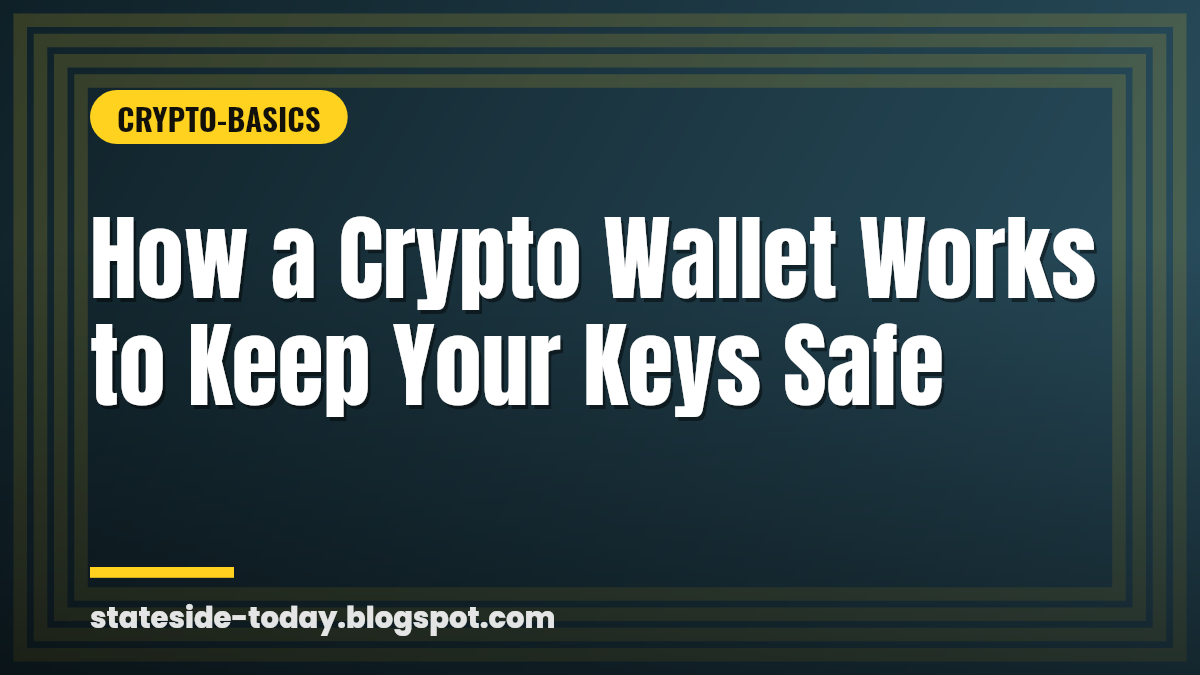 CRYPTO-BASICS
How a Crypto Wallet Works
to Keep Your Keys Safe
stateside-today.blogspot.com